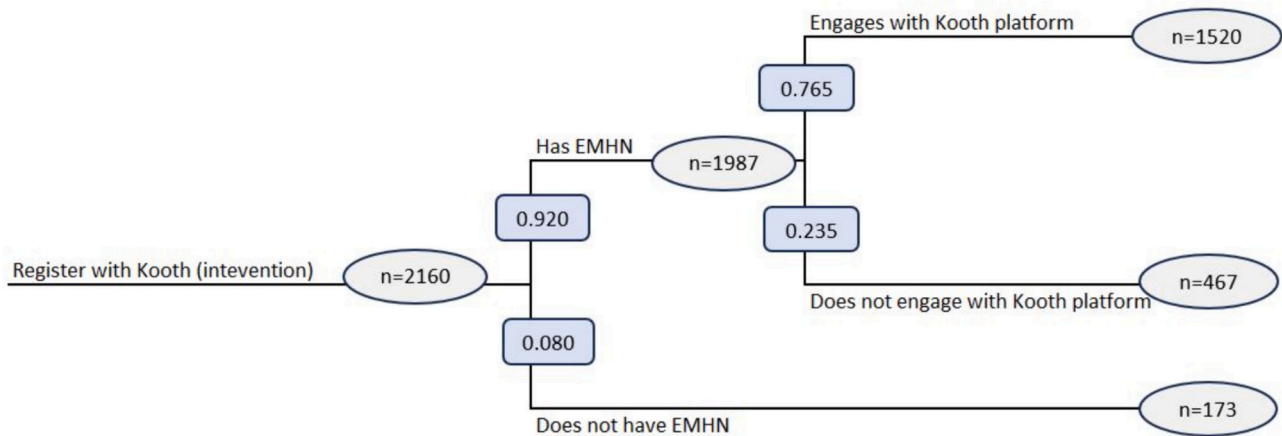 Engages with Kooth platform
n=1520
0.765
Has EMHN
n=1987
0.920
0.235
Register with Kooth (intevention)
n=2160
n=467
Does not engage with Kooth platform
0.080
n=173
Does not have EMHN